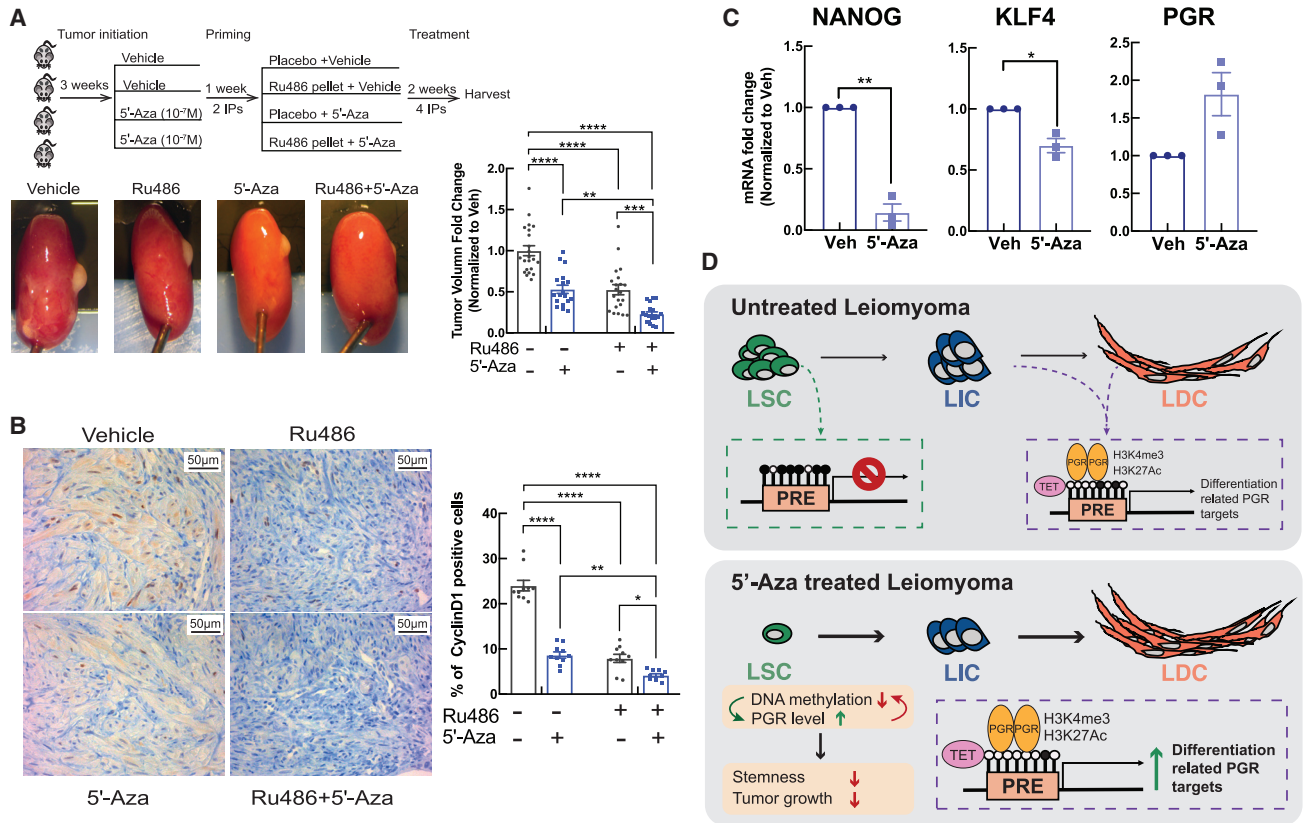 A
Tumor initiation Priming Treatment
3 weeks
Vehicle
Vehicle
5'-Aza (10⁻⁷M)
5'-Aza (10⁻⁷M)
1 week
2 IPs
Placebo +Vehicle
Ru486 pellet + Vehicle
Placebo + 5'-Aza
Ru486 pellet + 5'-Aza
2 weeks
4 IPs
Harvest
Vehicle Ru486 5'-Aza Ru486+5'-Aza
Tumor Volumn Fold Change
(Normalized to Veh)
2.0
1.5
1.0
0.5
0.0
****
****
****
****
**
***
Ru486 – – + +
5'-Aza – + – +
B
Vehicle Ru486
50µm 50µm
50µm 50µm
5'-Aza Ru486+5'-Aza
% of CyclinD1 positive cells
40
30
20
10
0
****
****
****
**
*
Ru486 – – + +
5'-Aza – + – +
C
NANOG KLF4 PGR
mRNA fold change
(Normalized to Veh)
1.5
1.0
0.5
0.0
**
Veh 5'-Aza
1.5
1.0
0.5
0.0
*
Veh 5'-Aza
2.5
2.0
1.5
1.0
0.5
0.0
Veh 5'-Aza
D
Untreated Leiomyoma
LSC LIC LDC
PRE
PGR PGR
H3K4me3
H3K27Ac
TET
PRE
Differentiation
related PGR
targets
5'-Aza treated Leiomyoma
LSC LIC LDC
DNA methylation ↓
PGR level ↑
Stemness ↓
Tumor growth ↓
PGR PGR
H3K4me3
H3K27Ac
TET
PRE
Differentiation
related PGR
targets